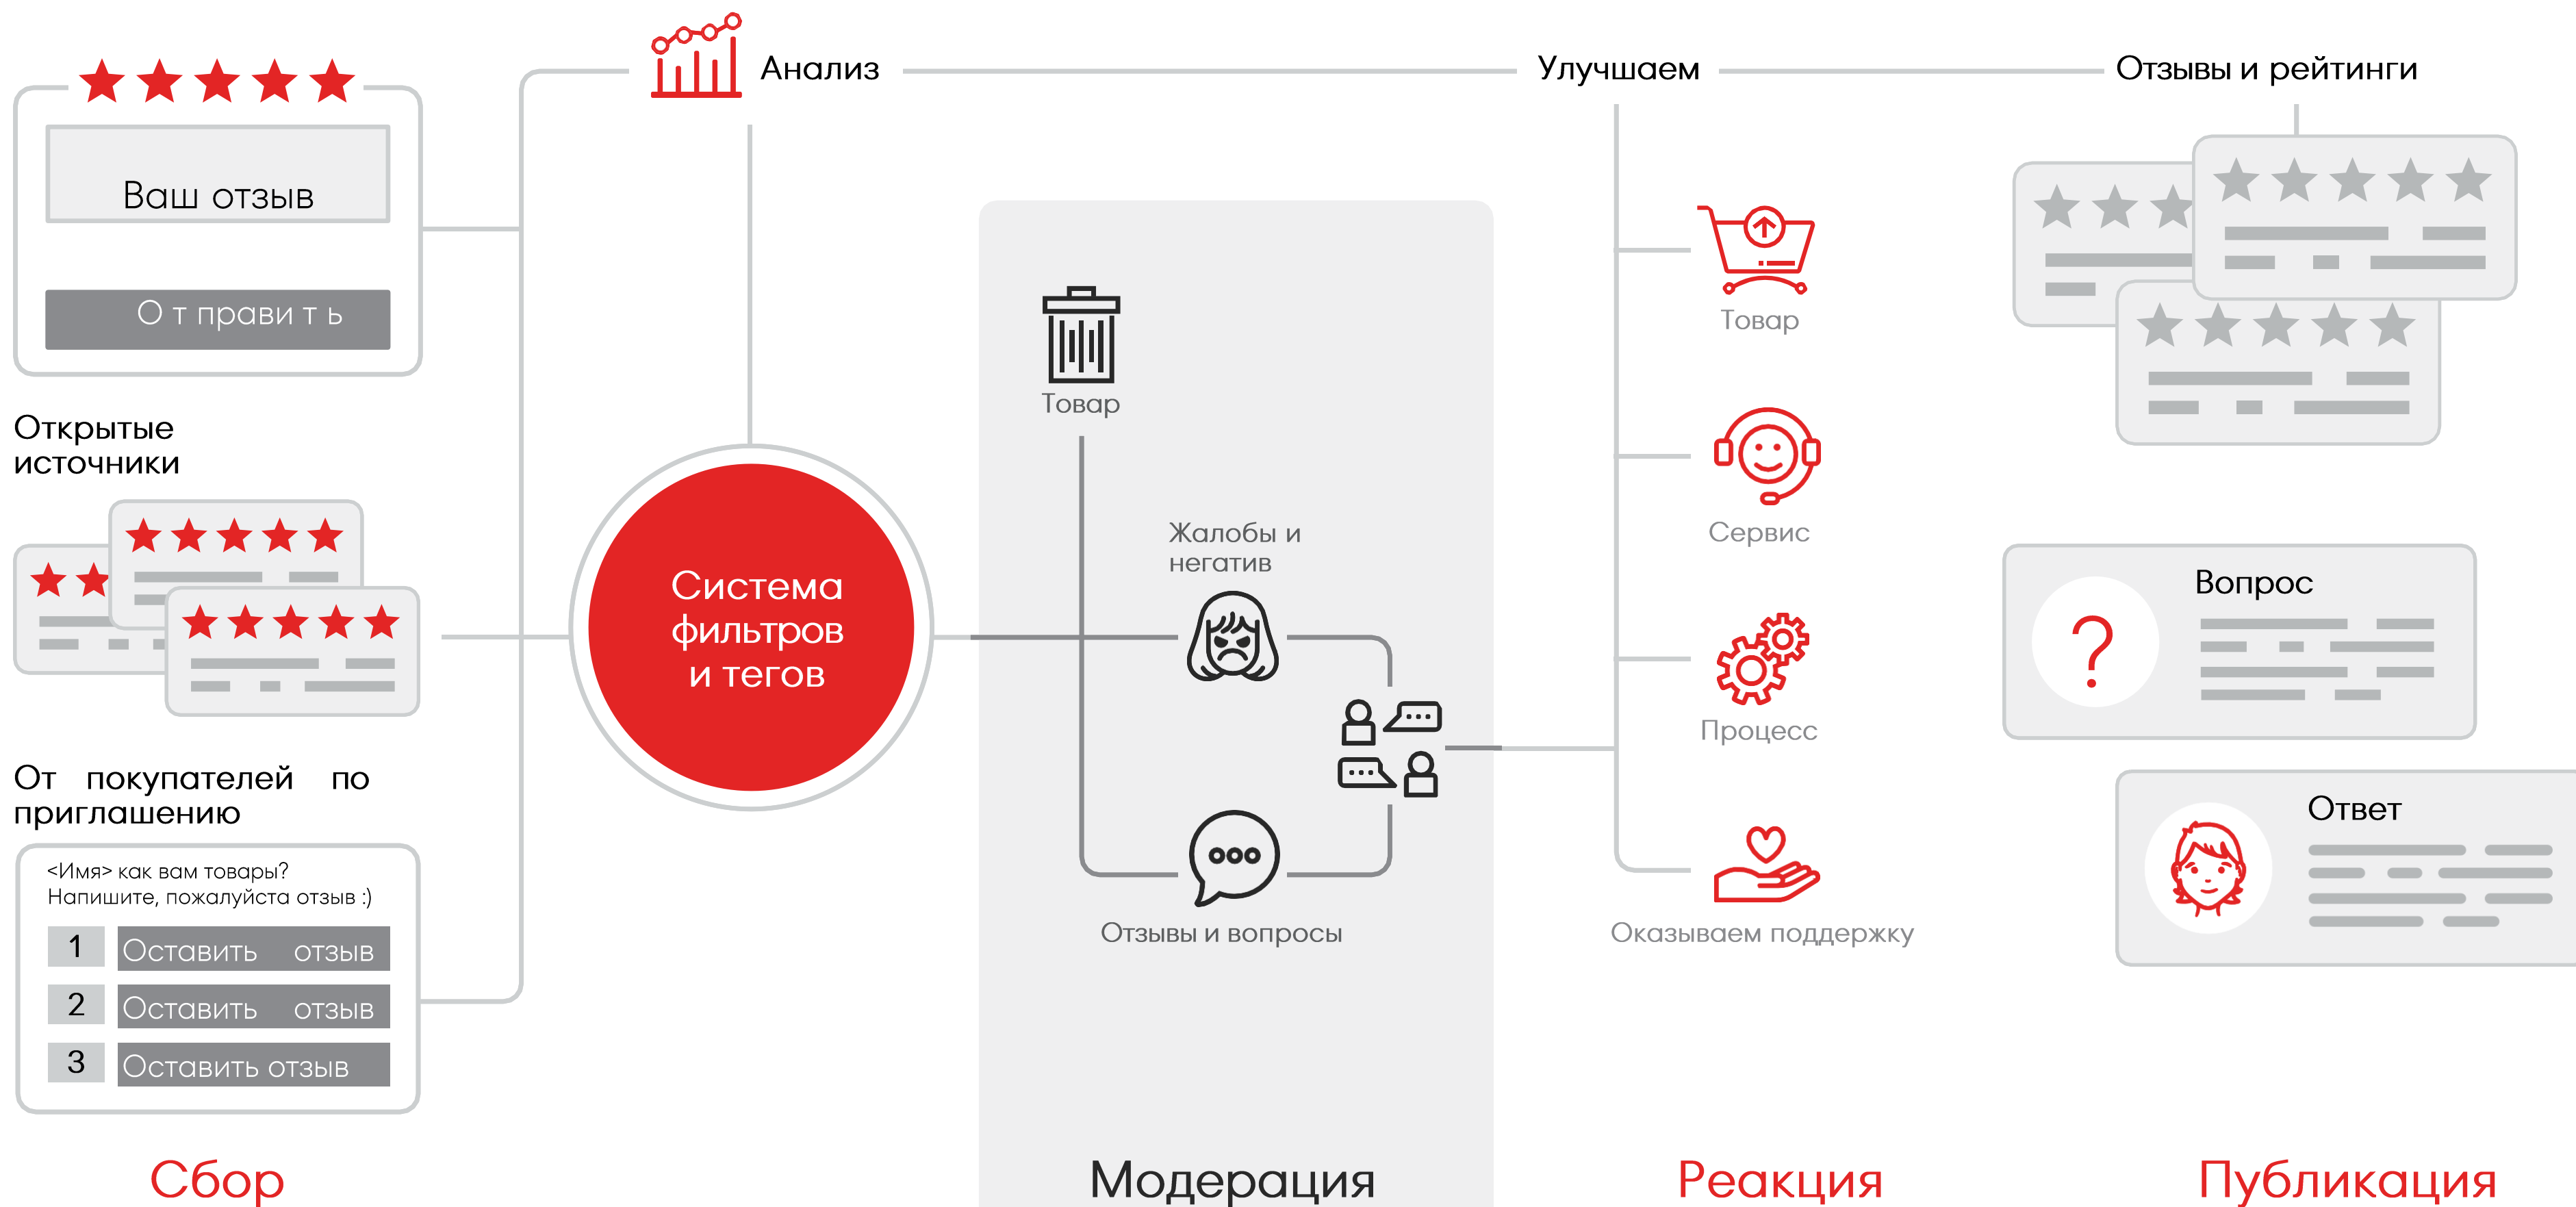 Анализ
Улучшаем
Отзывы и рейтинги
Ваш отзыв
О т прави т ь
Открытые
источники
От покупателей по
приглашению
<Имя> как вам товары?
Напишите, пожалуйста отзыв :)
1 Оставить отзыв
2 Оставить отзыв
3 Оставить отзыв
Сбор
Система
фильтров
и тегов
Товар
Жалобы и
негатив
Отзывы и вопросы
Модерация
Товар
Сервис
Процесс
Оказываем поддержку
Реакция
?
Вопрос
Ответ
Публикация